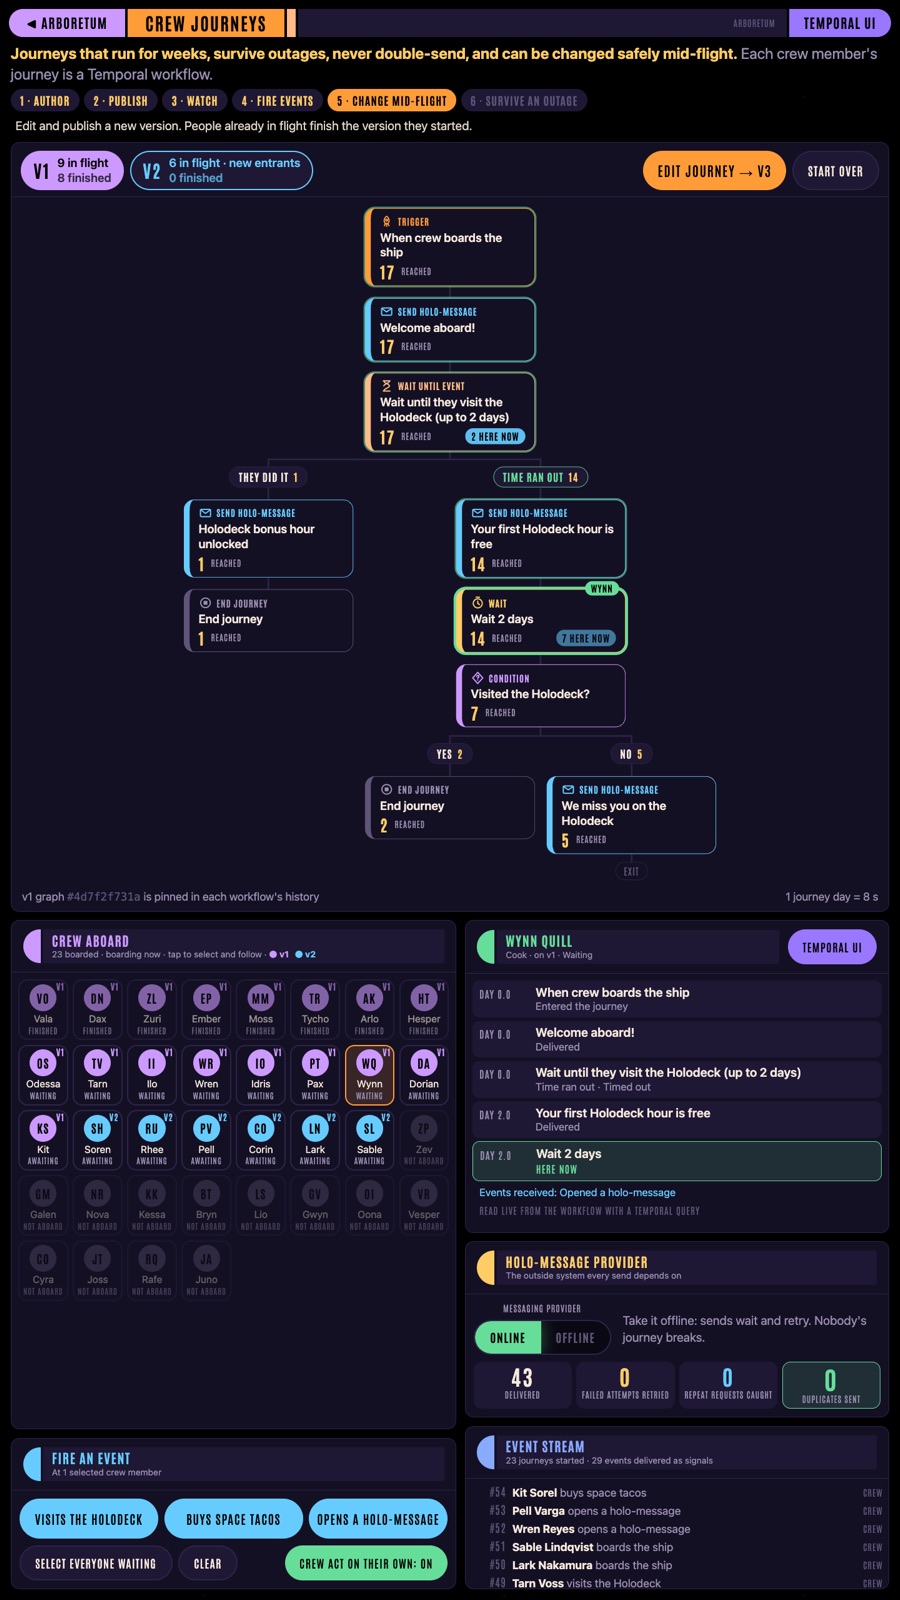 ◀ ARBORETUM
CREW JOURNEYS
ARBORETUM
TEMPORAL UI
Journeys that run for weeks, survive outages, never double-send, and can be changed safely mid-flight. Each crew member's
journey is a Temporal workflow.
1 · AUTHOR
2 · PUBLISH
3 · WATCH
4 · FIRE EVENTS
5 · CHANGE MID-FLIGHT
6 · SURVIVE AN OUTAGE
Edit and publish a new version. People already in flight finish the version they started.
V1
9 in flight
8 finished
V2
6 in flight · new entrants
0 finished
EDIT JOURNEY → V3
START OVER
TRIGGER
When crew boards the
ship
17 REACHED
SEND HOLO-MESSAGE
Welcome aboard!
17 REACHED
WAIT UNTIL EVENT
Wait until they visit the
Holodeck (up to 2 days)
17 REACHED
2 HERE NOW
THEY DID IT 1
TIME RAN OUT 14
SEND HOLO-MESSAGE
Holodeck bonus hour
unlocked
1 REACHED
SEND HOLO-MESSAGE
Your first Holodeck hour is
free
14 REACHED
END JOURNEY
End journey
1 REACHED
WYNN
WAIT
Wait 2 days
14 REACHED
7 HERE NOW
CONDITION
Visited the Holodeck?
7 REACHED
YES 2
NO 5
END JOURNEY
End journey
2 REACHED
SEND HOLO-MESSAGE
We miss you on the
Holodeck
5 REACHED
EXIT
v1 graph #4d7f2f731a is pinned in each workflow's history
1 journey day = 8 s
CREW ABOARD
23 boarded · boarding now · tap to select and follow · v1 v2
VO V1 Vala FINISHED
DN V1 Dax FINISHED
ZL V1 Zuri FINISHED
EP V1 Ember FINISHED
MM V1 Moss FINISHED
TR V1 Tycho FINISHED
AK V1 Arlo FINISHED
HT V1 Hesper FINISHED
OS V1 Odessa WAITING
TV V1 Tarn WAITING
II V1 Ilo WAITING
WR V1 Wren WAITING
IO V1 Idris WAITING
PT V1 Pax WAITING
WQ V1 Wynn WAITING
DA V1 Dorian AWAITING
KS V1 Kit AWAITING
SH V2 Soren AWAITING
RU V2 Rhee AWAITING
PV V2 Pell AWAITING
CO V2 Corin AWAITING
LN V2 Lark AWAITING
SL V2 Sable AWAITING
ZP Zev NOT ABOARD
GM Galen NOT ABOARD
NR Nova NOT ABOARD
KK Kessa NOT ABOARD
BT Bryn NOT ABOARD
LS Lio NOT ABOARD
GV Gwyn NOT ABOARD
OI Oona NOT ABOARD
VR Vesper NOT ABOARD
CO Cyra NOT ABOARD
JT Joss NOT ABOARD
RQ Rafe NOT ABOARD
JA Juno NOT ABOARD
WYNN QUILL
Cook · on v1 · Waiting
TEMPORAL UI
DAY 0.0 When crew boards the ship
Entered the journey
DAY 0.0 Welcome aboard!
Delivered
DAY 0.0 Wait until they visit the Holodeck (up to 2 days)
Time ran out · Timed out
DAY 2.0 Your first Holodeck hour is free
Delivered
DAY 2.0 Wait 2 days
HERE NOW
Events received: Opened a holo-message
READ LIVE FROM THE WORKFLOW WITH A TEMPORAL QUERY
HOLO-MESSAGE PROVIDER
The outside system every send depends on
MESSAGING PROVIDER
ONLINE
OFFLINE
Take it offline: sends wait and retry. Nobody's
journey breaks.
43
DELIVERED
0
FAILED ATTEMPTS RETRIED
0
REPEAT REQUESTS CAUGHT
0
DUPLICATES SENT
FIRE AN EVENT
At 1 selected crew member
VISITS THE HOLODECK
BUYS SPACE TACOS
OPENS A HOLO-MESSAGE
SELECT EVERYONE WAITING
CLEAR
CREW ACT ON THEIR OWN: ON
EVENT STREAM
23 journeys started · 29 events delivered as signals
#54 Kit Sorel buys space tacos CREW
#53 Pell Varga opens a holo-message CREW
#52 Wren Reyes opens a holo-message CREW
#51 Sable Lindqvist boards the ship CREW
#50 Lark Nakamura boards the ship CREW
#49 Tarn Voss visits the Holodeck CREW